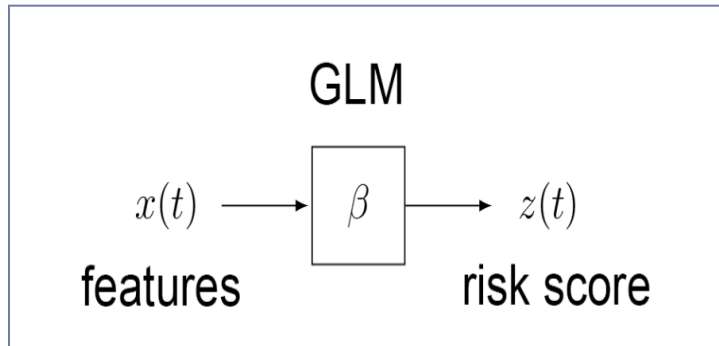 GLM
x(t) β z(t)
features risk score